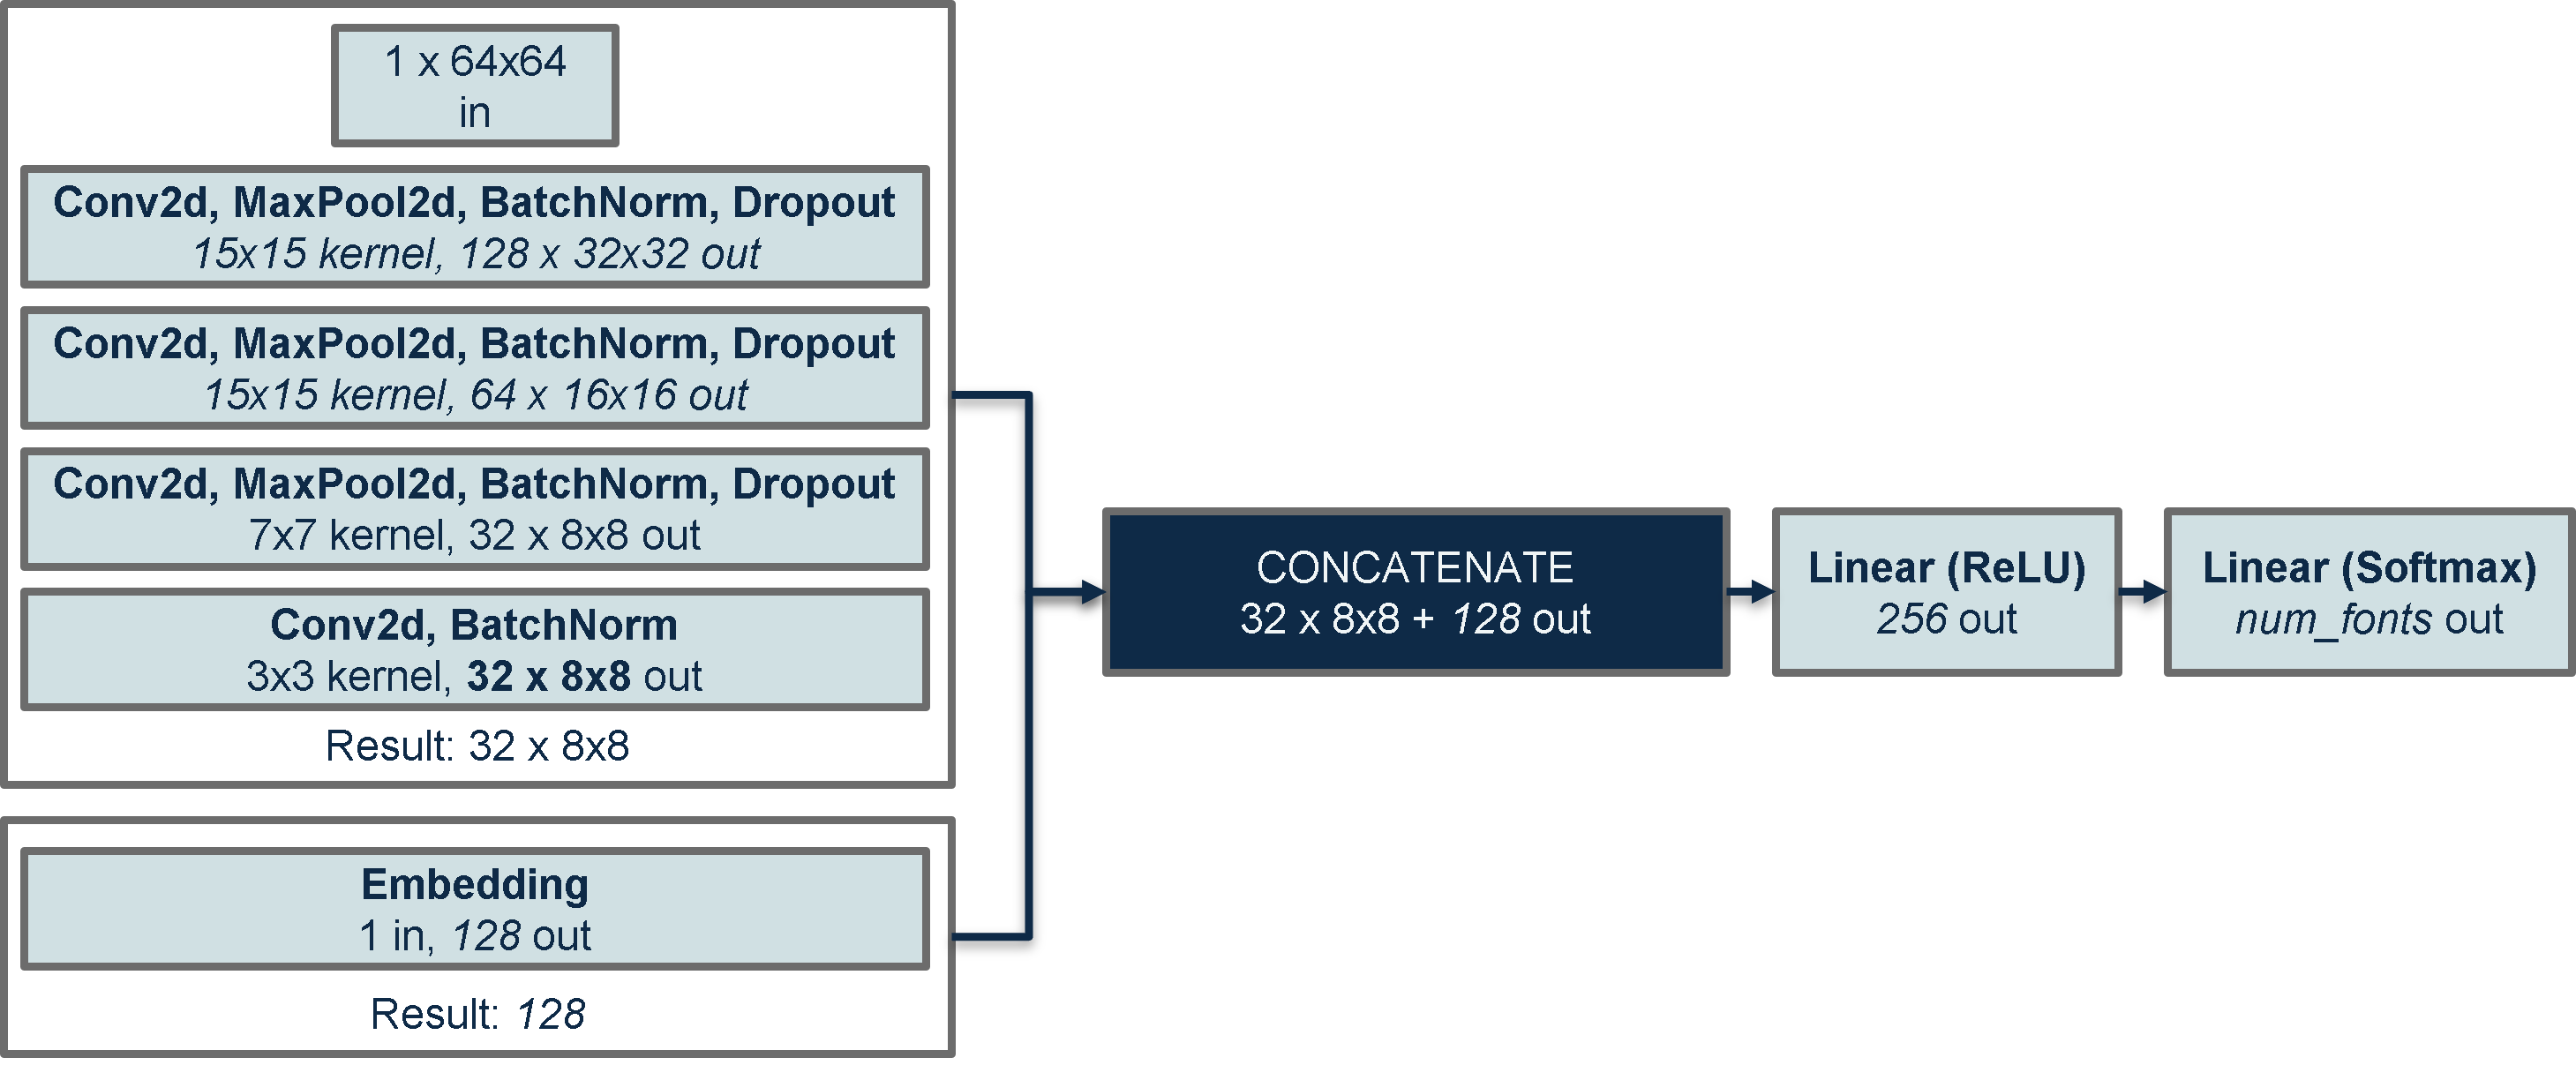 1 x 64x64
in
Conv2d, MaxPool2d, BatchNorm, Dropout
15x15 kernel, 128 x 32x32 out
Conv2d, MaxPool2d, BatchNorm, Dropout
15x15 kernel, 64 x 16x16 out
Conv2d, MaxPool2d, BatchNorm, Dropout
7x7 kernel, 32 x 8x8 out
Conv2d, BatchNorm
3x3 kernel, 32 x 8x8 out
Result: 32 x 8x8
Embedding
1 in, 128 out
Result: 128
CONCATENATE
32 x 8x8 + 128 out
Linear (ReLU)
256 out
Linear (Softmax)
num_fonts out